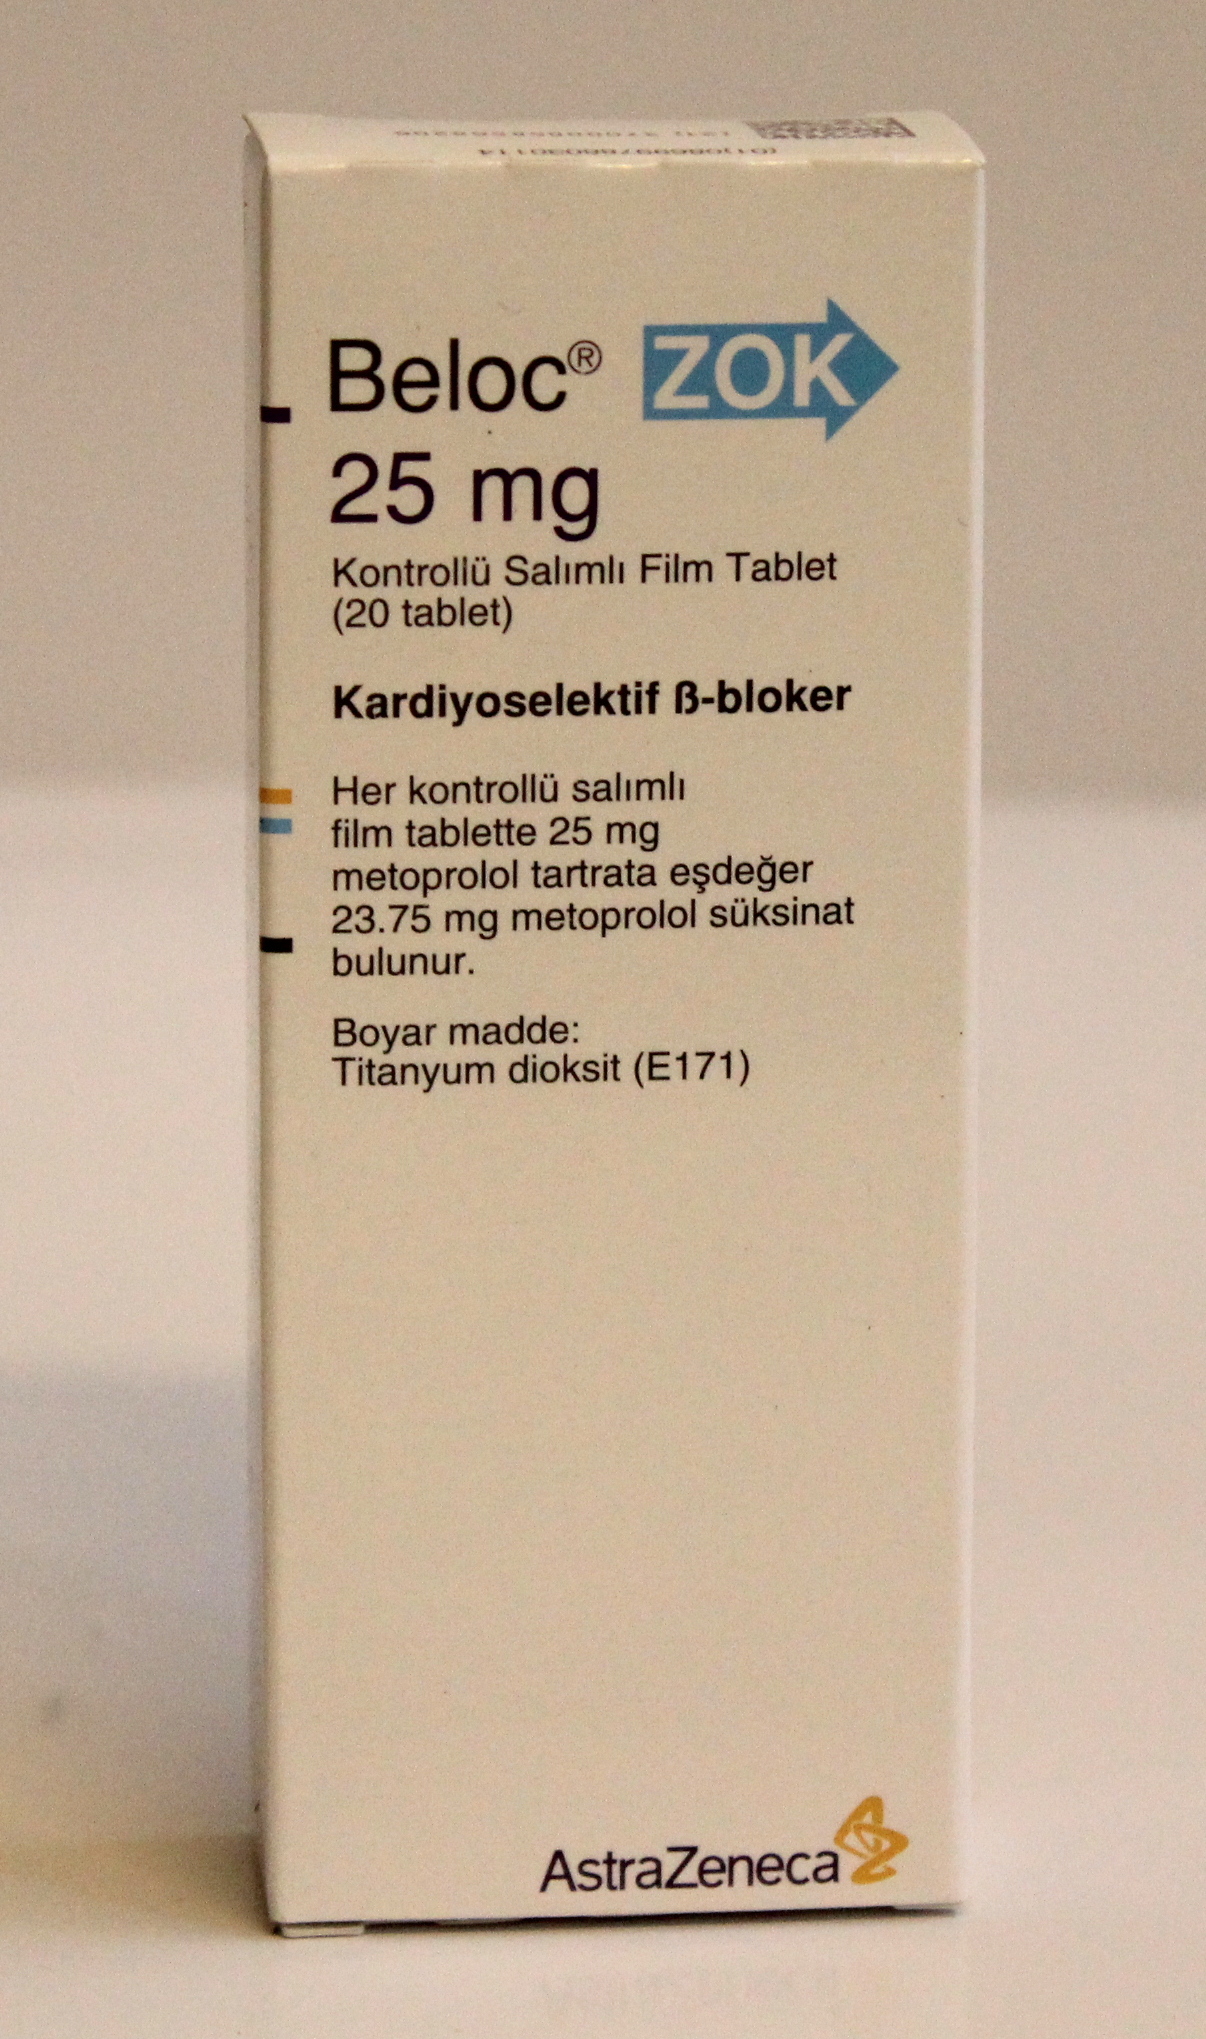 Beloc® ZOK
25 mg
Kontrollü Salımlı Film Tablet
(20 tablet)
Kardiyoselektif ß-bloker
Her kontrollü salımlı
film tablette 25 mg
metoprolol tartrata eşdeğer
23.75 mg metoprolol süksinat
bulunur.
Boyar madde:
Titanyum dioksit (E171)
AstraZeneca